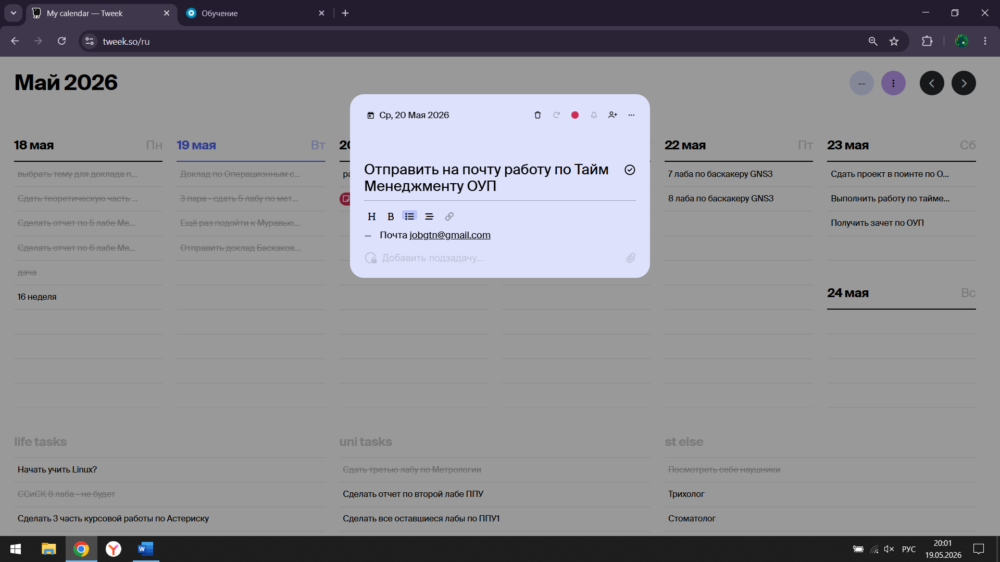 My calendar — Tweek
Обучение
tweek.so/ru
Май 2026
--
Ср, 20 Мая 2026
Отправить на почту работу по Тайм
Менеджменту ОУП
H B
— Почта jobgtn@gmail.com
Добавить подзадачу...
18 мая Пн
выбрать тему для доклада п...
Сдать теоретическую часть ...
Сделать отчет по 5 лабе Ме...
Сделать отчет по 6 лабе Ме...
дача
16 неделя
19 мая Вт
Доклад по Операционным с...
3 пара - сдать 5 лабу по мет...
Ещё раз подойти к Муравью...
Отправить доклад Баскаков...
22 мая Пт
7 лаба по баскакеру GNS3
8 лаба по баскакеру GNS3
23 мая Сб
Сдать проект в поинте по О...
Выполнить работу по тайме...
Получить зачет по ОУП
24 мая Вс
life tasks
Начать учить Linux?
ССиСК 8 лаба - не будет
Сделать 3 часть курсовой работы по Астериску
uni tasks
Сдать третью лабу по Метрологии
Сделать отчет по второй лабе ППУ
Сделать все оставшиеся лабы по ППУ1
st else
Посмотреть себе наушники
Трихолог
Стоматолог
РУС
20:01
19.05.2026